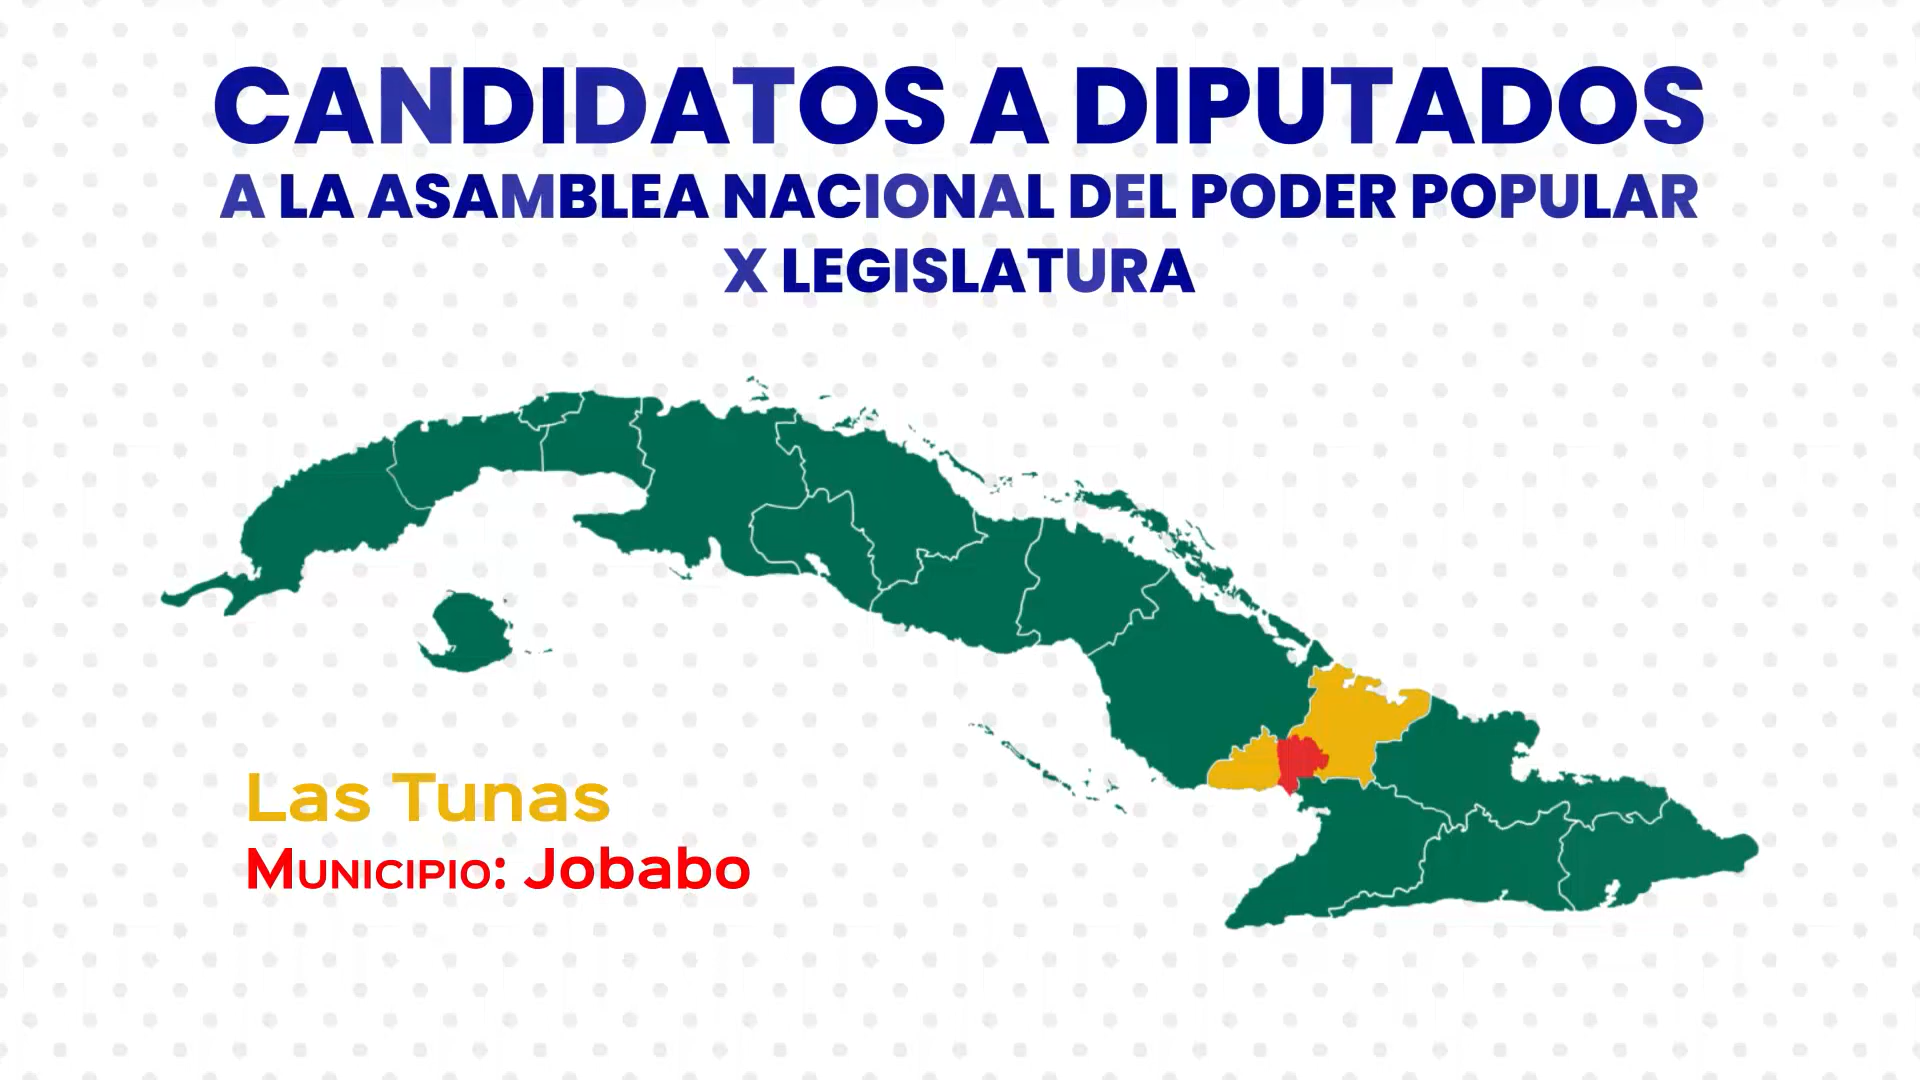 CANDIDATOS A DIPUTADOS
A LA ASAMBLEA NACIONAL DEL PODER POPULAR
X LEGISLATURA
Las Tunas
Municipio: Jobabo